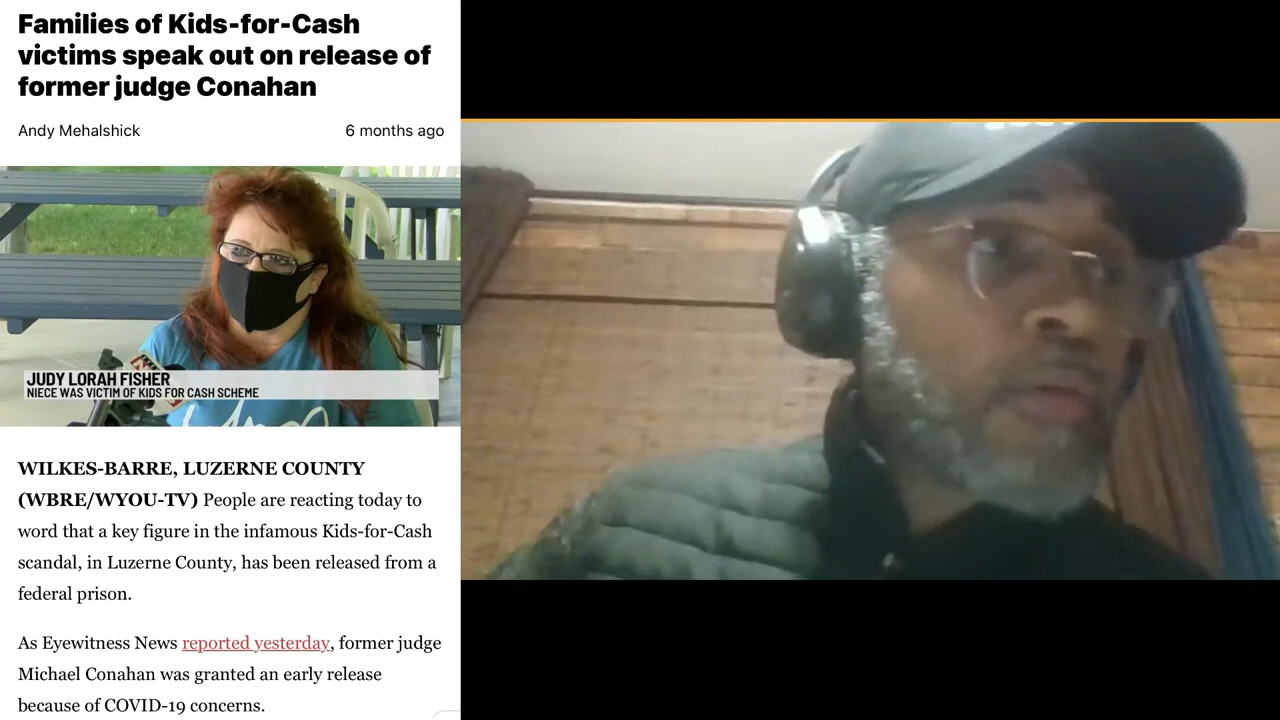 Families of Kids-for-Cash
victims speak out on release of
former judge Conahan
Andy Mehalshick
6 months ago
JUDY LORAH FISHER
NIECE WAS VICTIM OF KIDS FOR CASH SCHEME
WILKES-BARRE, LUZERNE COUNTY
(WBRE/WYOU-TV) People are reacting today to
word that a key figure in the infamous Kids-for-Cash
scandal, in Luzerne County, has been released from a
federal prison.
As Eyewitness News reported yesterday, former judge
Michael Conahan was granted an early release
because of COVID-19 concerns.